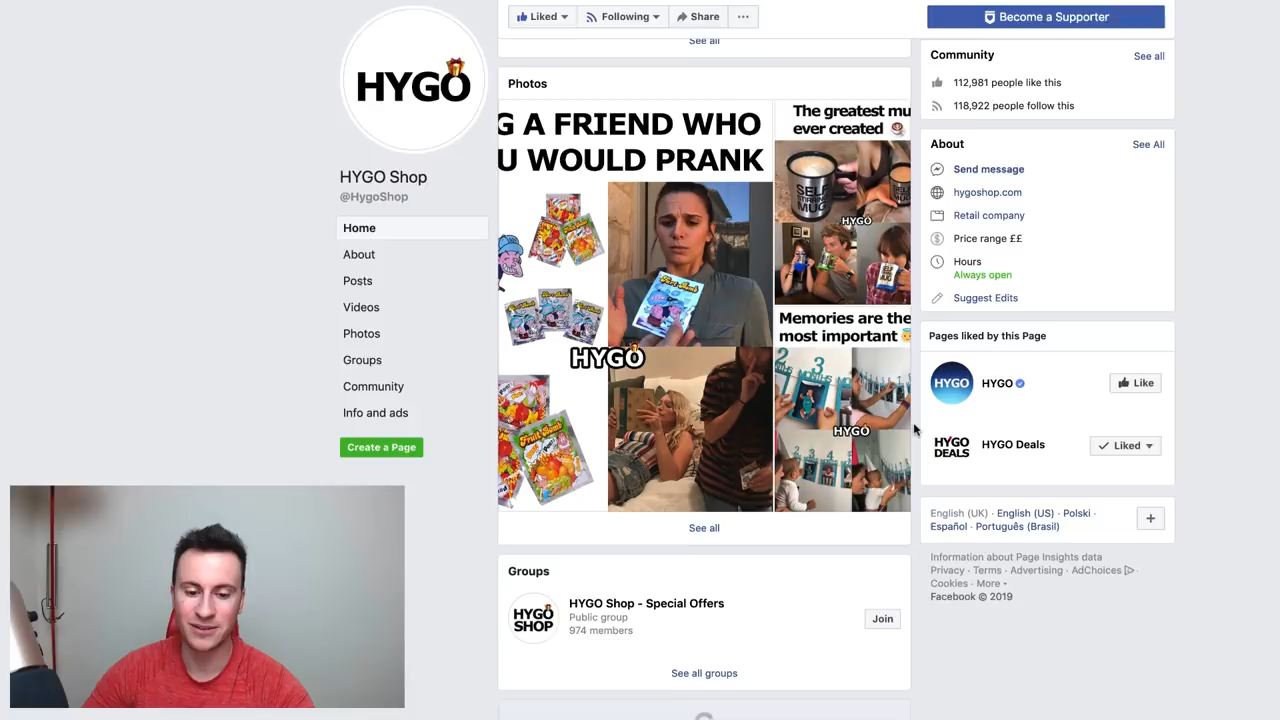 HYGO
HYGO Shop
@HygoShop
Home
About
Posts
Videos
Photos
Groups
Community
Info and ads
Create a Page
Liked
Following
Share
Become a Supporter
See all
Photos
G A FRIEND WHO
U WOULD PRANK
HYGO
The greatest mu
ever created
SELF
STIRRING
MUG
HYGO
Memories are the
most important
HYGO
See all
Groups
HYGO
SHOP
HYGO Shop - Special Offers
Public group
974 members
Join
See all groups
Community
See all
112,981 people like this
118,922 people follow this
About
See All
Send message
hygoshop.com
Retail company
Price range ££
Hours
Always open
Suggest Edits
Pages liked by this Page
HYGO
HYGO
Like
HYGO
DEALS
HYGO Deals
Liked
English (UK) · English (US) · Polski ·
Español · Português (Brasil)
Information about Page Insights data
Privacy · Terms · Advertising · AdChoices ·
Cookies · More
Facebook © 2019